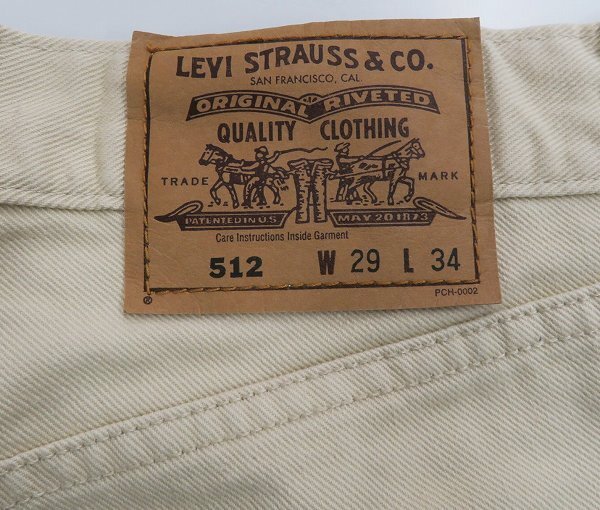 LEVI STRAUSS & CO.
SAN FRANCISCO, CAL.
ORIGINAL RIVETED
QUALITY CLOTHING
TRADE MARK
PATENTED IN U.S. MAY 20 1873
Care Instructions Inside Garment
512 W 29 L 34
® PCH-0002